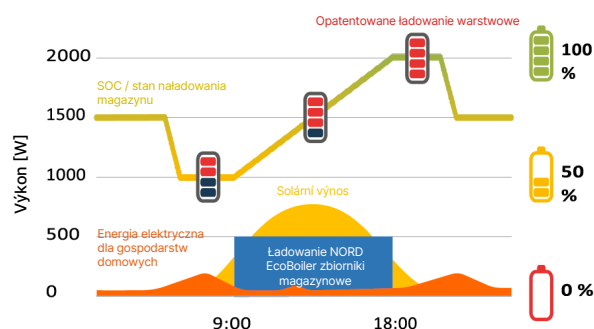 Opatentowane ładowanie warstwowe
2000
100
%
SOC / stan naładowania
magazynu
1500
Výkon [W]
1000
50
%
Solární výnos
500
Energia elektryczna
dla gospodarstw
domowych
Ładowanie NORD
EcoBoiler zbiorniki
magazynowe
0
0 %
9:00
18:00